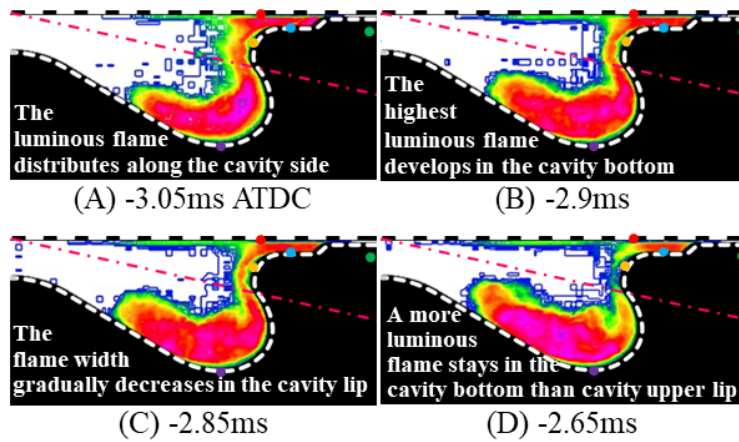 The
luminous flame
distributes along the cavity side
(A) -3.05ms ATDC
The
highest
luminous flame
develops in the cavity bottom
(B) -2.9ms
The
flame width
gradually decreases in the cavity lip
(C) -2.85ms
A more
luminous
flame stays in the
cavity bottom than cavity upper lip
(D) -2.65ms